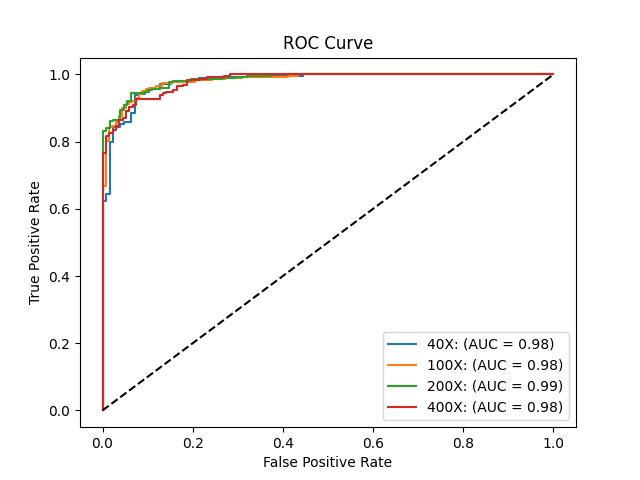 ROC Curve
1.0
0.8
0.6
0.4
0.2
0.0
True Positive Rate
40X: (AUC = 0.98)
100X: (AUC = 0.98)
200X: (AUC = 0.99)
400X: (AUC = 0.98)
0.0 0.2 0.4 0.6 0.8 1.0
False Positive Rate